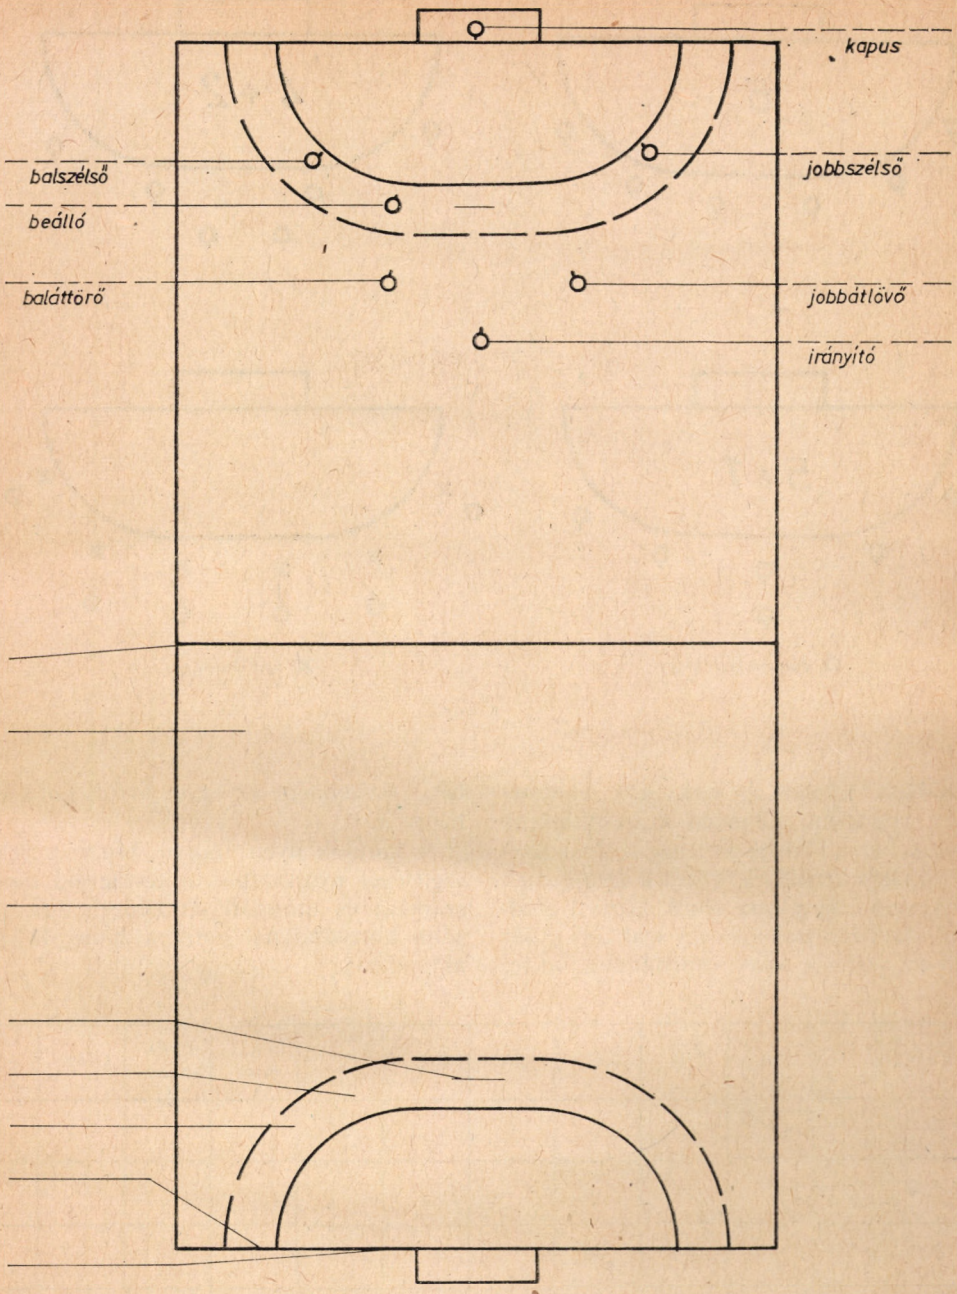 kapus
balszélső
jobbszélső
beálló
baláttörő
jobbátlövő
irányító